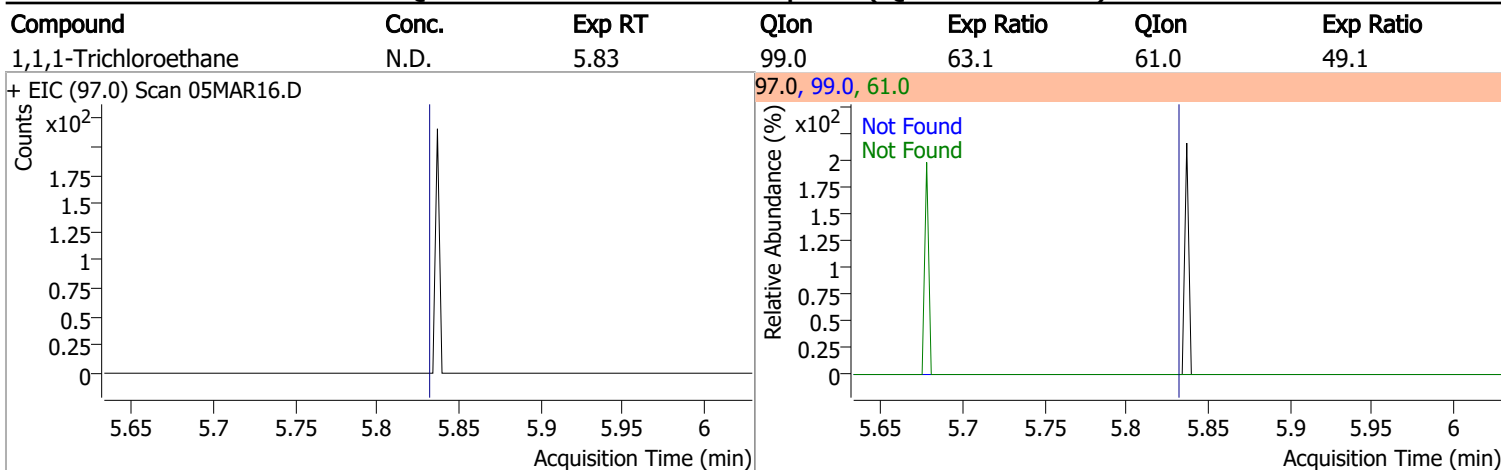 Compound Conc. Exp RT QIon Exp Ratio QIon Exp Ratio
1,1,1-Trichloroethane N.D. 5.83 99.0 63.1 61.0 49.1
+ EIC (97.0) Scan 05MAR16.D
Counts
x10²
1.75
1.5
1.25
1
0.75
0.5
0.25
0
5.65 5.7 5.75 5.8 5.85 5.9 5.95 6
Acquisition Time (min)
97.0, 99.0, 61.0
Relative Abundance (%)
x10²
Not Found
Not Found
2
1.75
1.5
1.25
1
0.75
0.5
0.25
0
5.65 5.7 5.75 5.8 5.85 5.9 5.95 6
Acquisition Time (min)